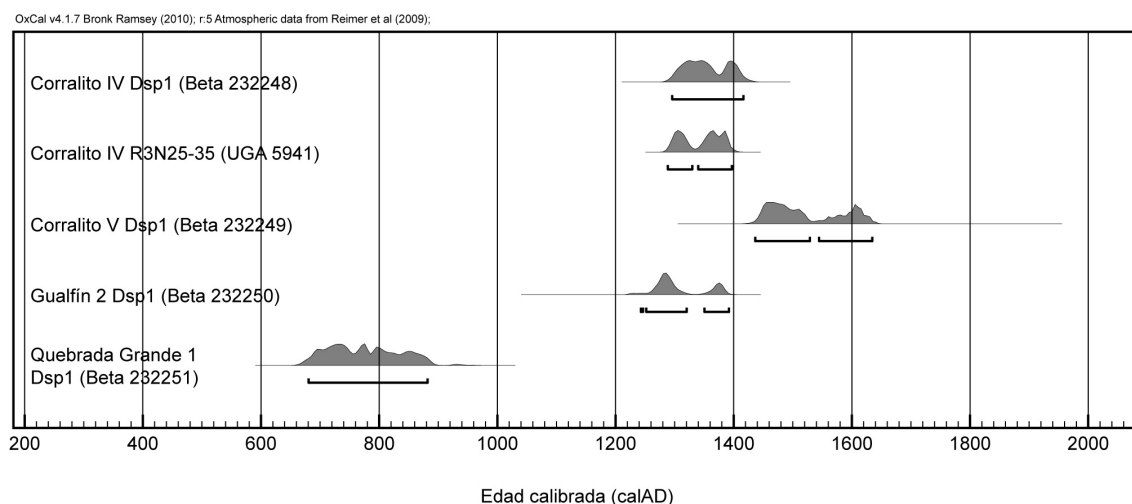 OxCal v4.1.7 Bronk Ramsey (2010); r:5 Atmospheric data from Reimer et al (2009);
Corralito IV Dsp1 (Beta 232248)
Corralito IV R3N25-35 (UGA 5941)
Corralito V Dsp1 (Beta 232249)
Gualfín 2 Dsp1 (Beta 232250)
Quebrada Grande 1
Dsp1 (Beta 232251)
200 400 600 800 1000 1200 1400 1600 1800 2000
Edad calibrada (calAD)